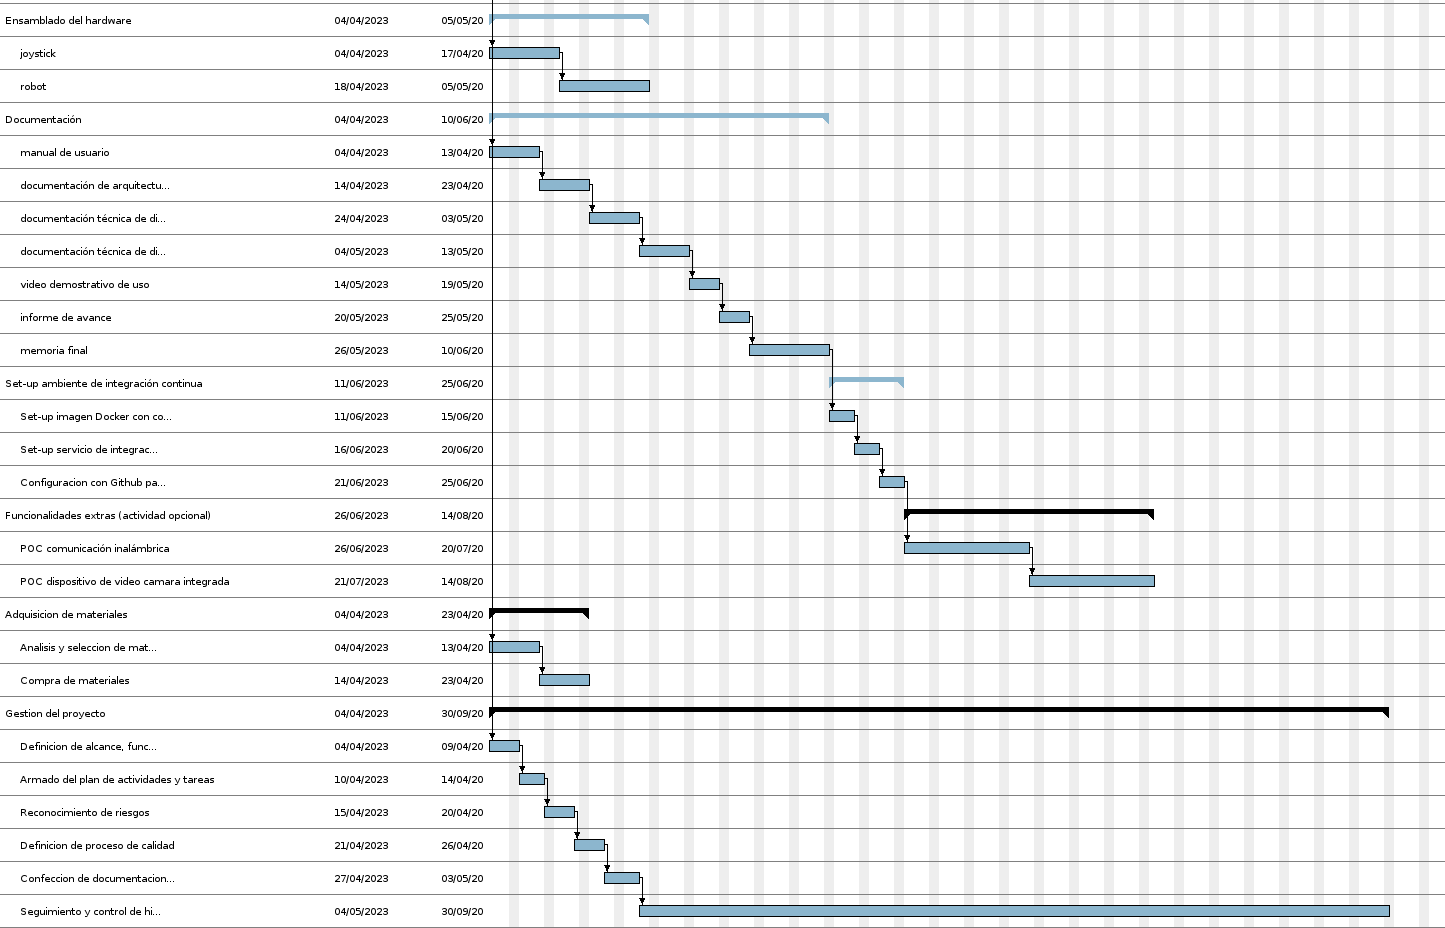 Ensamblado del hardware 04/04/2023 05/05/20
joystick 04/04/2023 17/04/20
robot 18/04/2023 05/05/20
Documentación 04/04/2023 10/06/20
manual de usuario 04/04/2023 13/04/20
documentación de arquitectu... 14/04/2023 23/04/20
documentación técnica de di... 24/04/2023 03/05/20
documentación técnica de di... 04/05/2023 13/05/20
video demostrativo de uso 14/05/2023 19/05/20
informe de avance 20/05/2023 25/05/20
memoria final 26/05/2023 10/06/20
Set-up ambiente de integración continua 11/06/2023 25/06/20
Set-up imagen Docker con co... 11/06/2023 15/06/20
Set-up servicio de integrac... 16/06/2023 20/06/20
Configuracion con Github pa... 21/06/2023 25/06/20
Funcionalidades extras (actividad opcional) 26/06/2023 14/08/20
POC comunicación inalámbrica 26/06/2023 20/07/20
POC dispositivo de video camara integrada 21/07/2023 14/08/20
Adquisicion de materiales 04/04/2023 23/04/20
Analisis y seleccion de mat... 04/04/2023 13/04/20
Compra de materiales 14/04/2023 23/04/20
Gestion del proyecto 04/04/2023 30/09/20
Definicion de alcance, func... 04/04/2023 09/04/20
Armado del plan de actividades y tareas 10/04/2023 14/04/20
Reconocimiento de riesgos 15/04/2023 20/04/20
Definicion de proceso de calidad 21/04/2023 26/04/20
Confeccion de documentacion... 27/04/2023 03/05/20
Seguimiento y control de hi... 04/05/2023 30/09/20